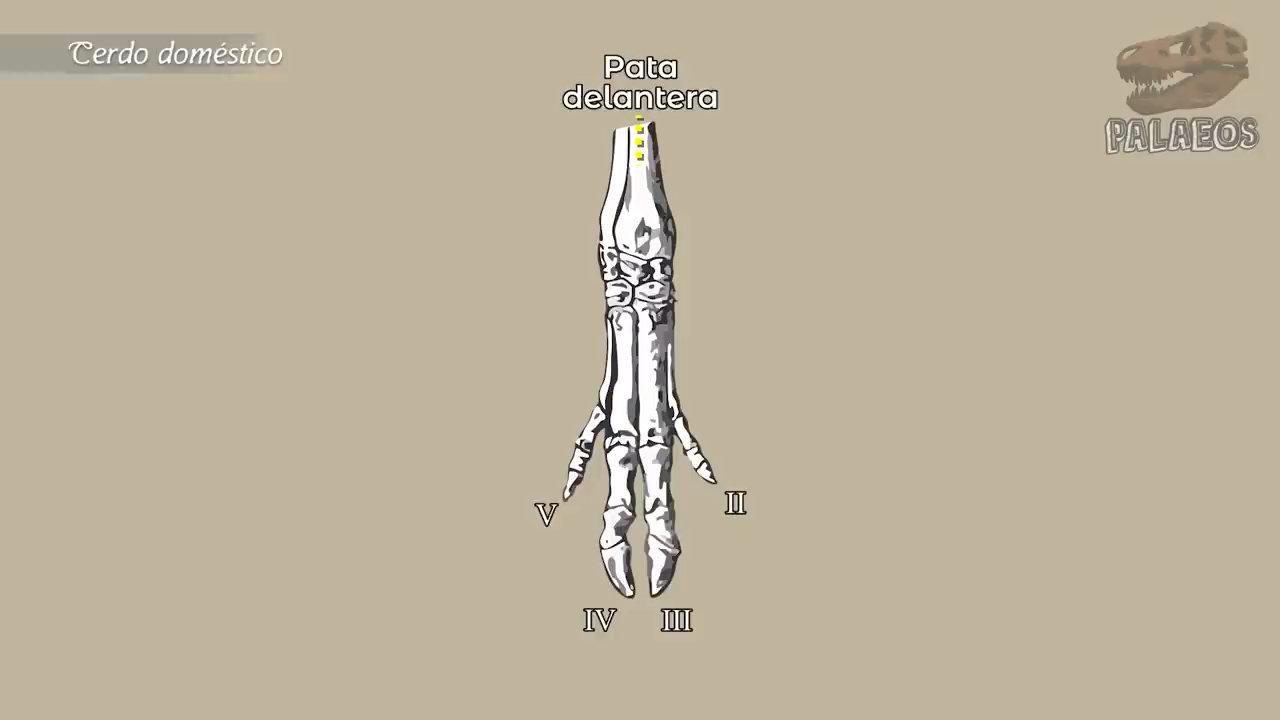 Cerdo doméstico
Pata
delantera
PALAEOS
V
II
IV
III